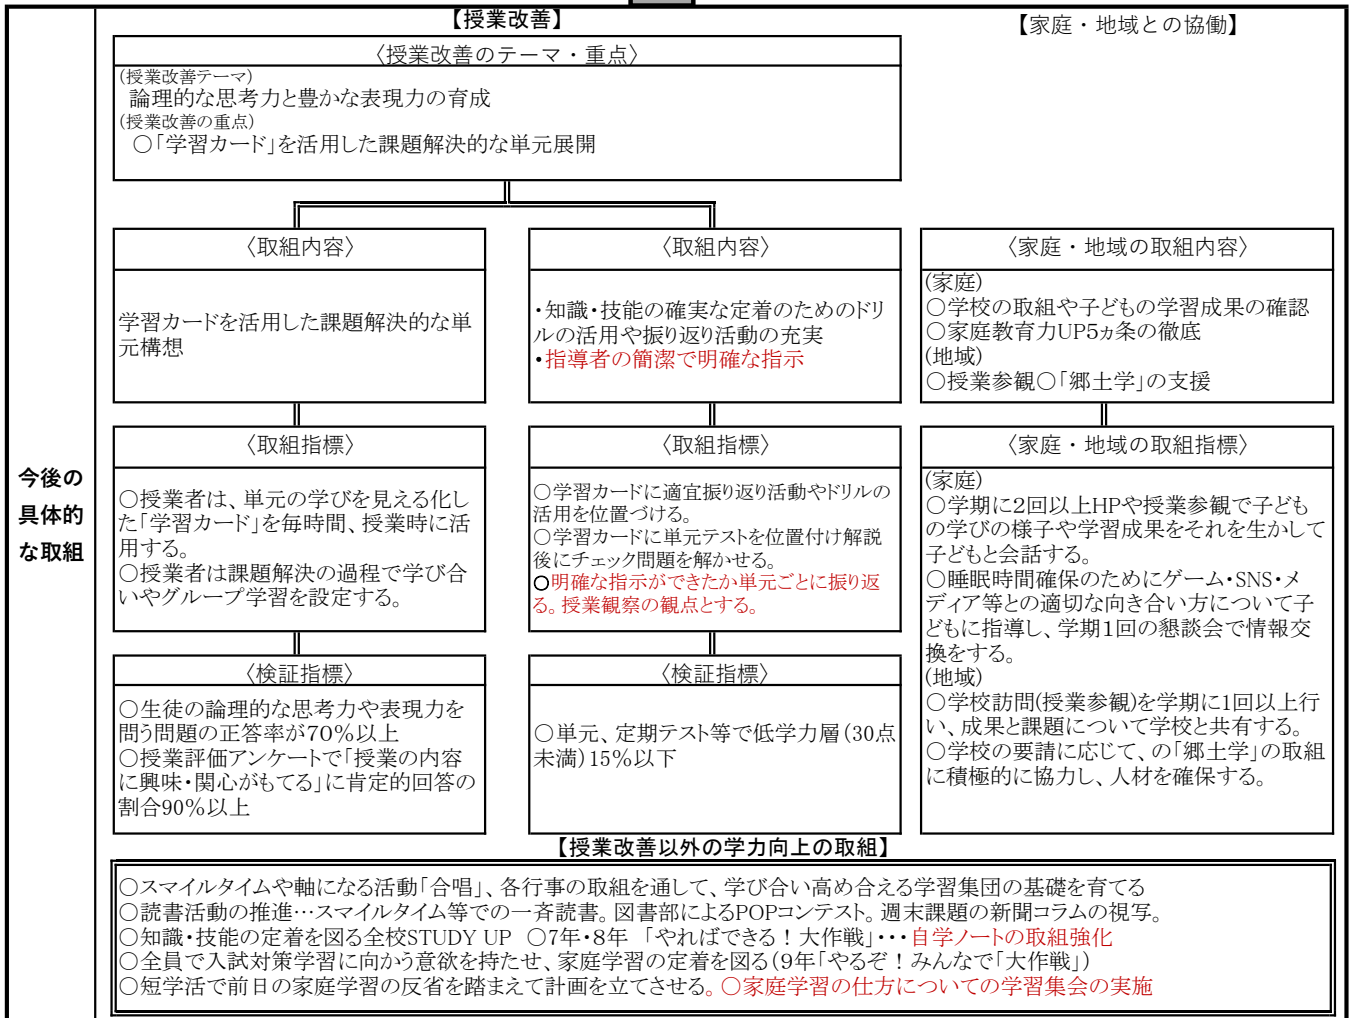 【授業改善】
【家庭・地域との協働】
〈授業改善のテーマ・重点〉
(授業改善テーマ)
論理的な思考力と豊かな表現力の育成
(授業改善の重点)
○「学習カード」を活用した課題解決的な単元展開
〈取組内容〉
学習カードを活用した課題解決的な単
元構想
〈取組指標〉
○授業者は、単元の学びを見える化し
た「学習カード」を毎時間、授業時に活
用する。
○授業者は課題解決の過程で学び合
いやグループ学習を設定する。
〈検証指標〉
○生徒の論理的な思考力や表現力を
問う問題の正答率が70%以上
○授業評価アンケートで「授業の内容
に興味・関心がもてる」に肯定的回答の
割合90%以上
〈取組内容〉
・知識・技能の確実な定着のためのドリ
ルの活用や振り返り活動の充実
・指導者の簡潔で明確な指示
〈取組指標〉
○学習カードに適宜振り返り活動やドリルの
活用を位置づける。
○学習カードに単元テストを位置付け解説
後にチェック問題を解かせる。
○明確な指示ができたか単元ごとに振り返
る。授業観察の観点とする。
〈検証指標〉
○単元、定期テスト等で低学力層(30点
未満)15%以下
〈家庭・地域の取組内容〉
(家庭)
○学校の取組や子どもの学習成果の確認
○家庭教育力UP5ヵ条の徹底
(地域)
○授業参観○「郷土学」の支援
〈家庭・地域の取組指標〉
(家庭)
○学期に2回以上HPや授業参観で子ども
の学びの様子や学習成果をそれを生かして
子どもと会話する。
○睡眠時間確保のためにゲーム・SNS・メ
ディア等との適切な向き合い方について子
どもに指導し、学期1回の懇談会で情報交
換をする。
(地域)
○学校訪問(授業参観)を学期に1回以上行
い、成果と課題について学校と共有する。
○学校の要請に応じて、の「郷土学」の取組
に積極的に協力し、人材を確保する。
今後の
具体的
な取組
【授業改善以外の学力向上の取組】
○スマイルタイムや軸になる活動「合唱」、各行事の取組を通して、学び合い高め合える学習集団の基礎を育てる
○読書活動の推進…スマイルタイム等での一斉読書。図書部によるPOPコンテスト。週末課題の新聞コラムの視写。
○知識・技能の定着を図る全校STUDY UP ○7年・8年 「やればできる！大作戦」・・・自学ノートの取組強化
○全員で入試対策学習に向かう意欲を持たせ、家庭学習の定着を図る(9年「やるぞ！みんなで「大作戦」)
○短学活で前日の家庭学習の反省を踏まえて計画を立てさせる。○家庭学習の仕方についての学習集会の実施